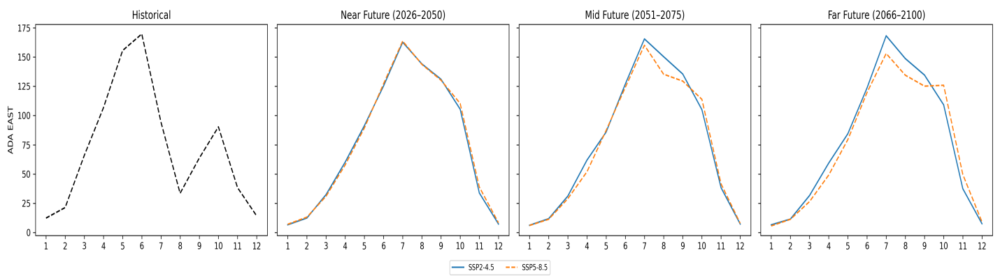 Historical
Near Future (2026–2050)
Mid Future (2051–2075)
Far Future (2066–2100)
ADA EAST
175
150
125
100
75
50
25
0
1 2 3 4 5 6 7 8 9 10 11 12
1 2 3 4 5 6 7 8 9 10 11 12
1 2 3 4 5 6 7 8 9 10 11 12
1 2 3 4 5 6 7 8 9 10 11 12
SSP2-4.5 SSP5-8.5